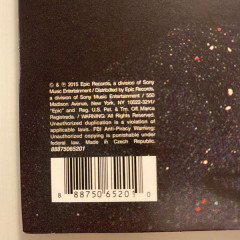 ℗ & © 2015 Epic Records, a division of Sony
Music Entertainment / Distributed by Epic Records,
a division of Sony Music Entertainment / 550
Madison Avenue, New York, NY 10022-3211/
"Epic" and Reg. U.S. Pat. & Tm. Off. Marca
Registrada. / WARNING: All Rights Reserved.
Unauthorized duplication is a violation of
applicable laws. FBI Anti-Piracy Warning:
Unauthorized copying is punishable under
federal law. Made in Czech Republic.
88875065201
8 88750 65201 0